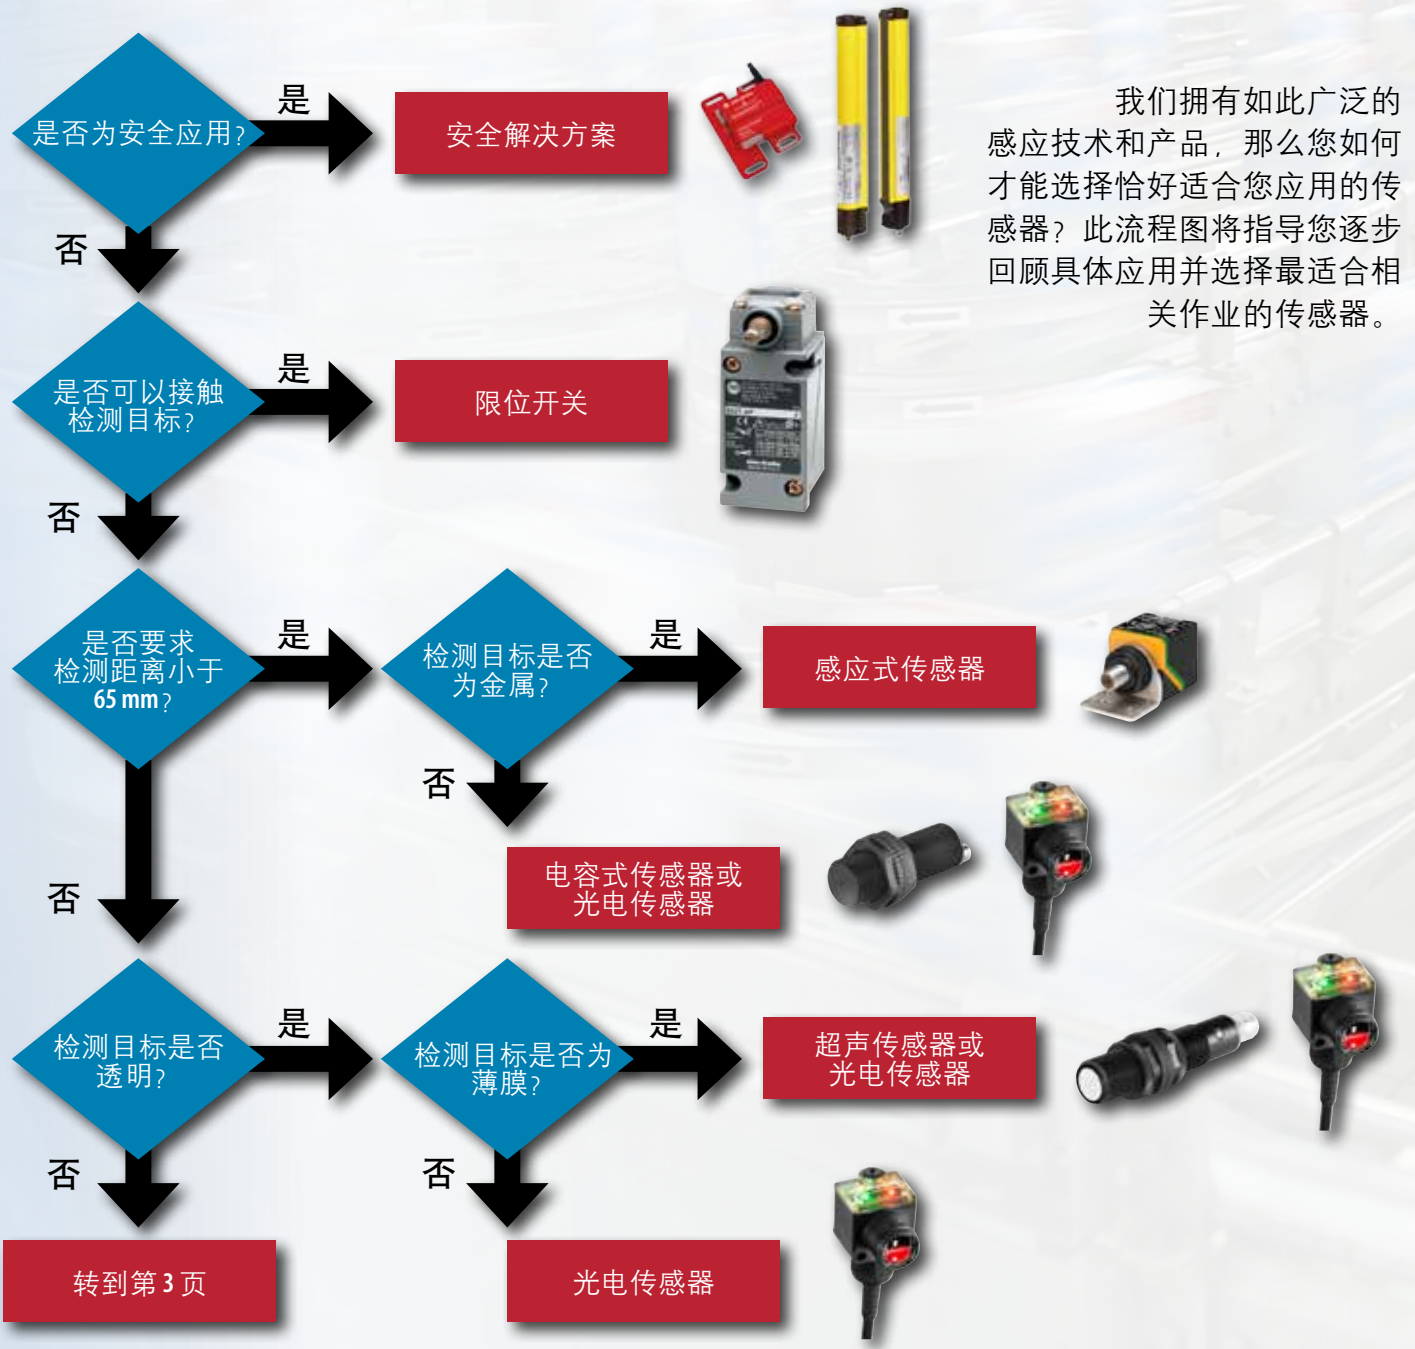 是
是否为安全应用？
安全解决方案
否
我们拥有如此广泛的
感应技术和产品，那么您如何
才能选择恰好适合您应用的传
感器？此流程图将指导您逐步
回顾具体应用并选择最适合相
关作业的传感器。
是
是否可以接触
检测目标？
限位开关
否
是
是否要求
检测距离小于
65 mm？
是
检测目标是否
为金属？
感应式传感器
否
电容式传感器或
光电传感器
否
是
检测目标是否
透明？
是
检测目标是否为
薄膜？
超声传感器或
光电传感器
否
转到第 3 页
否
光电传感器